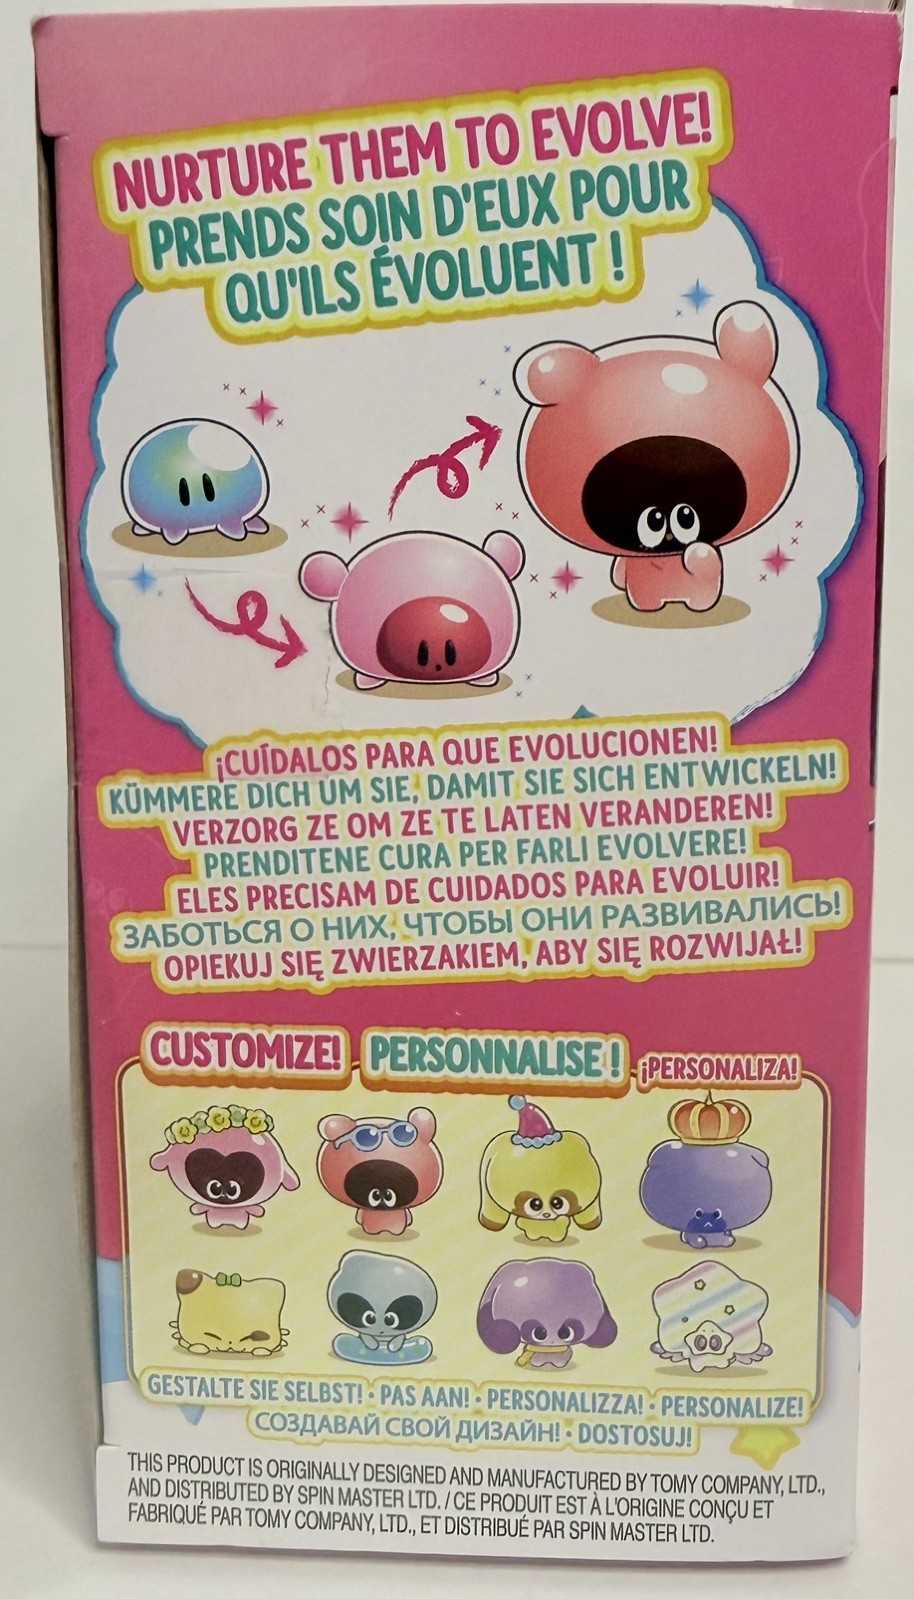 NURTURE THEM TO EVOLVE!
PRENDS SOIN D'EUX POUR
QU'ILS ÉVOLUENT !
¡CUÍDALOS PARA QUE EVOLUCIONEN!
KÜMMERE DICH UM SIE, DAMIT SIE SICH ENTWICKELN!
VERZORG ZE OM ZE TE LATEN VERANDEREN!
PRENDITENE CURA PER FARLI EVOLVERE!
ELES PRECISAM DE CUIDADOS PARA EVOLUIR!
ЗАБОТЬСЯ О НИХ, ЧТОБЫ ОНИ РАЗВИВАЛИСЬ!
OPIEKUJ SIĘ ZWIERZAKIEM, ABY SIĘ ROZWIJAŁ!
CUSTOMIZE! PERSONNALISE ! ¡PERSONALIZA!
GESTALTE SIE SELBST! • PAS AAN! • PERSONALIZZA! • PERSONALIZE!
СОЗДАВАЙ СВОЙ ДИЗАЙН! • DOSTOSUJ!
THIS PRODUCT IS ORIGINALLY DESIGNED AND MANUFACTURED BY TOMY COMPANY, LTD.,
AND DISTRIBUTED BY SPIN MASTER LTD. / CE PRODUIT EST À L'ORIGINE CONÇU ET
FABRIQUÉ PAR TOMY COMPANY, LTD., ET DISTRIBUÉ PAR SPIN MASTER LTD.